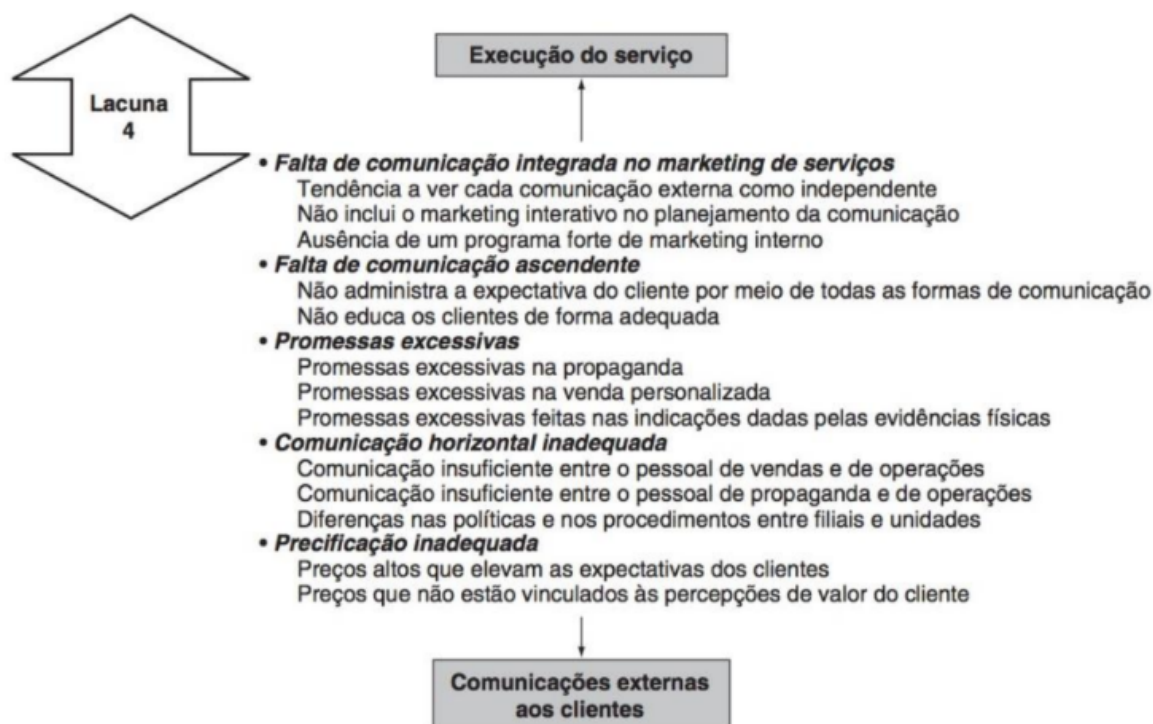 Execução do serviço
Lacuna
4
• Falta de comunicação integrada no marketing de serviços
Tendência a ver cada comunicação externa como independente
Não inclui o marketing interativo no planejamento da comunicação
Ausência de um programa forte de marketing interno
• Falta de comunicação ascendente
Não administra a expectativa do cliente por meio de todas as formas de comunicação
Não educa os clientes de forma adequada
• Promessas excessivas
Promessas excessivas na propaganda
Promessas excessivas na venda personalizada
Promessas excessivas feitas nas indicações dadas pelas evidências físicas
• Comunicação horizontal inadequada
Comunicação insuficiente entre o pessoal de vendas e de operações
Comunicação insuficiente entre o pessoal de propaganda e de operações
Diferenças nas políticas e nos procedimentos entre filiais e unidades
• Precificação inadequada
Preços altos que elevam as expectativas dos clientes
Preços que não estão vinculados às percepções de valor do cliente
Comunicações externas
aos clientes